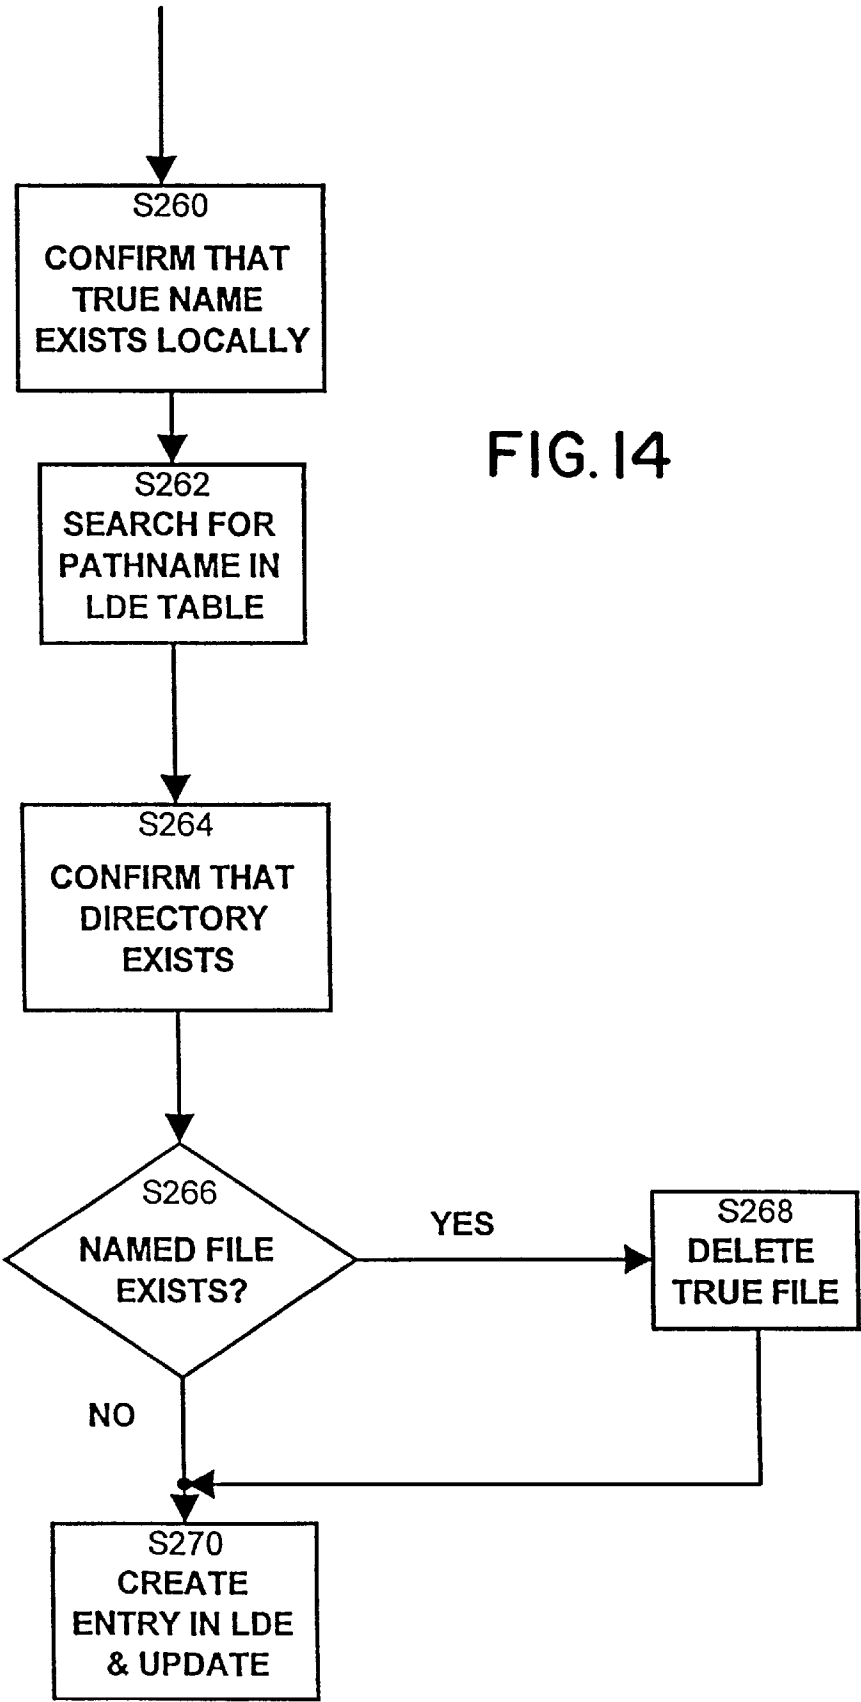 S260
CONFIRM THAT
TRUE NAME
EXISTS LOCALLY
FIG. 14
S262
SEARCH FOR
PATHNAME IN
LDE TABLE
S264
CONFIRM THAT
DIRECTORY
EXISTS
S266
NAMED FILE
EXISTS?
YES
S268
DELETE
TRUE FILE
NO
S270
CREATE
ENTRY IN LDE
& UPDATE